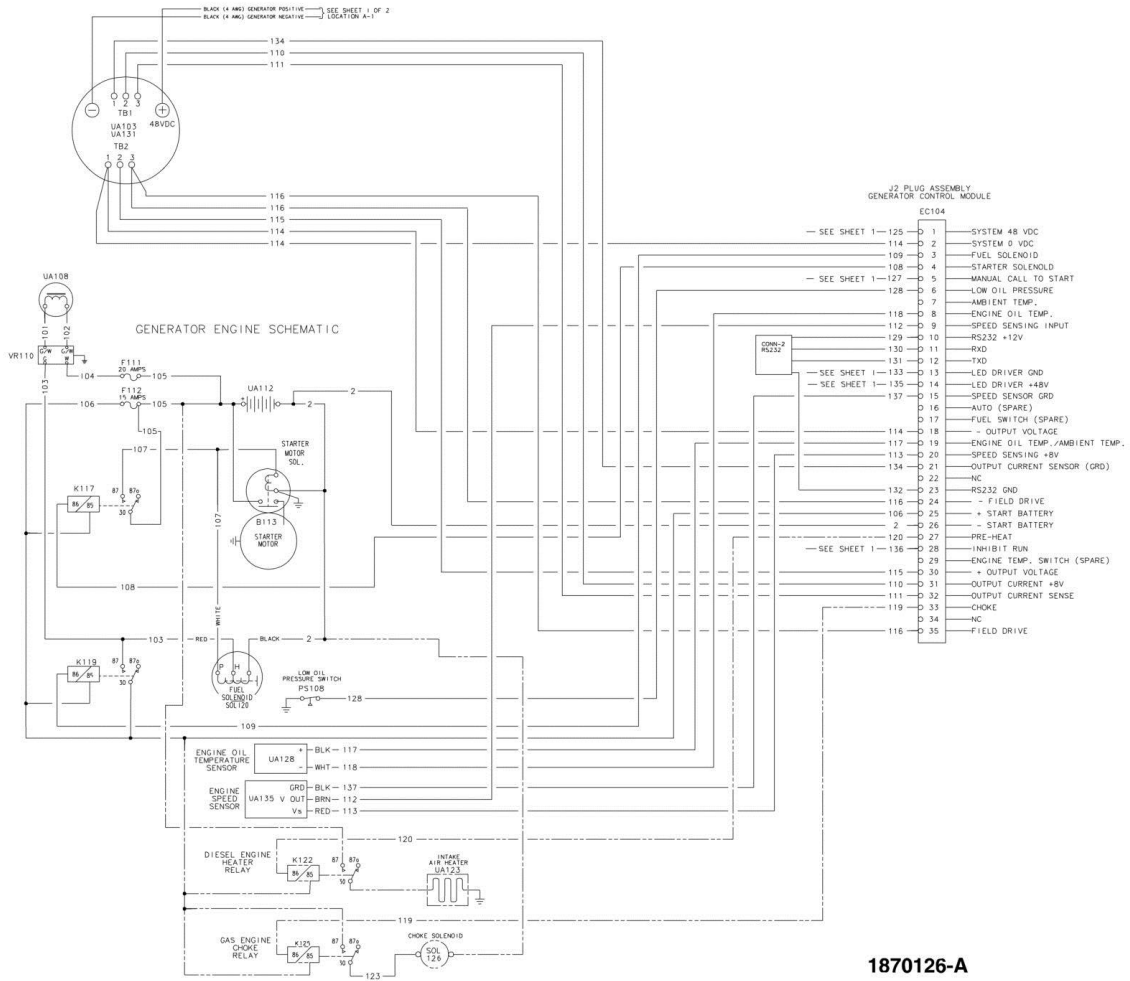 BLACK (4 AWG) GENERATOR POSITIVE
BLACK (4 AWG) GENERATOR NEGATIVE
SEE SHEET 1 OF 2
LOCATION A-1
134
110
111
1 2 3
TB1
48VDC
UA103
UA131
TB2
1 2 3
116
116
115
114
114
J2 PLUG ASSEMBLY
GENERATOR CONTROL MODULE
EC104
SEE SHEET 1 125 1 SYSTEM 48 VDC
114 2 SYSTEM 0 VDC
109 3 FUEL SOLENOID
108 4 STARTER SOLENOLD
SEE SHEET 1 127 5 MANUAL CALL TO START
128 6 LOW OIL PRESSURE
7 AMBIENT TEMP.
118 8 ENGINE OIL TEMP.
112 9 SPEED SENSING INPUT
129 10 RS232 +12V
130 11 RXD
131 12 TXD
SEE SHEET 1 133 13 LED DRIVER GND
SEE SHEET 1 135 14 LED DRIVER +48V
137 15 SPEED SENSOR GRD
16 AUTO (SPARE)
17 FUEL SWITCH (SPARE)
114 18 - OUTPUT VOLTAGE
117 19 ENGINE OIL TEMP./AMBIENT TEMP.
113 20 SPEED SENSING +8V
134 21 OUTPUT CURRENT SENSOR (GRD)
22 NC
132 23 RS232 GND
116 24 - FIELD DRIVE
106 25 + START BATTERY
2 26 - START BATTERY
120 27 PRE-HEAT
SEE SHEET 1 136 28 INHIBIT RUN
29 ENGINE TEMP. SWITCH (SPARE)
115 30 + OUTPUT VOLTAGE
110 31 OUTPUT CURRENT +8V
111 32 OUTPUT CURRENT SENSE
119 33 CHOKE
34 NC
116 35 FIELD DRIVE
CONN-2
RS232
UA108
GENERATOR ENGINE SCHEMATIC
101
102
VR110
G/W G/W
103
104
F111
20 AMPS
105
106
F112
15 AMPS
105
UA112
+
2
2
105
107
STARTER
MOTOR
SOL.
K117
86 85
87 87a
30
107
B113
STARTER
MOTOR
108
WHITE
103
RED
BLACK
2
K119
86 85
87 87a
30
P H
FUEL
SOLENOID
SOL120
LOW OIL
PRESSURE SWITCH
PS108
128
109
ENGINE OIL
TEMPERATURE
SENSOR
UA128
+ BLK 117
- WHT 118
ENGINE
SPEED
SENSOR
UA135
GRD BLK 137
V OUT BRN 112
Vs RED 113
120
DIESEL ENGINE
HEATER
RELAY
K122
86 85
87 87a
30
INTAKE
AIR HEATER
UA123
119
GAS ENGINE
CHOKE
RELAY
K125
86 85
87 87a
30
123
CHOKE SOLENOID
SOL
126
1870126-A